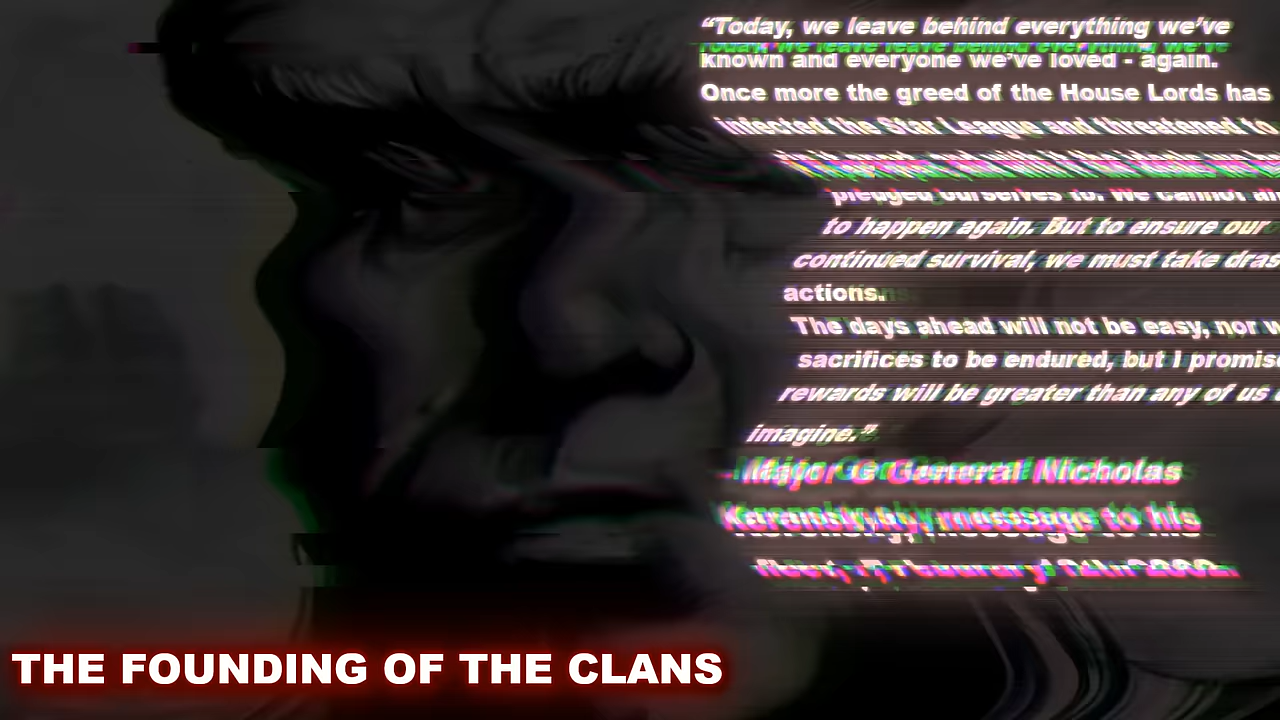 “Today, we leave behind everything we’ve
known and everyone we’ve loved - again.
Once more the greed of the House Lords has
infected the Star League and threatened to
pledged ourselves to. We cannot
to happen again. But to ensure our
continued survival, we must take
actions.
The days ahead will not be easy, nor
sacrifices to be endured, but I
rewards will be greater than any of us
imagine.”
General Nicholas
message to his
THE FOUNDING OF THE CLANS